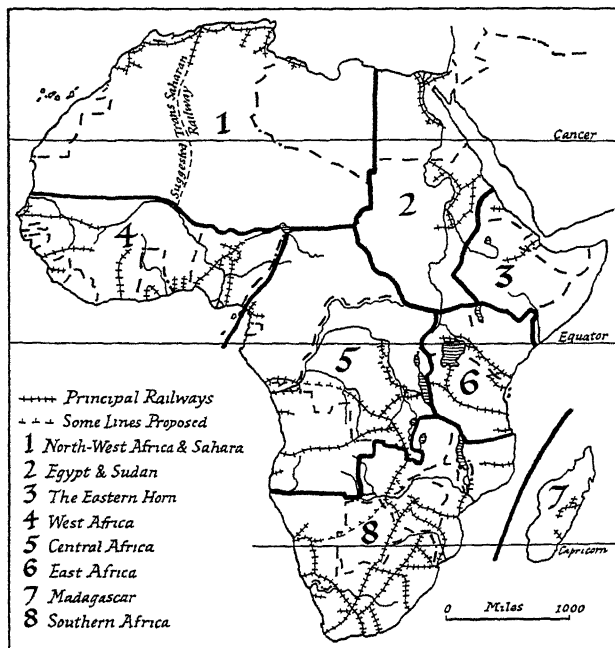 Suggested Trans Saharan
Railway
1
Cancer
2
4
3
Equator
5
6
Principal Railways
Some Lines Proposed
1 North-West Africa & Sahara
2 Egypt & Sudan
3 The Eastern Horn
4 West Africa
5 Central Africa
6 East Africa
7 Madagascar
8 Southern Africa
7
8
Capricorn
0 Miles 1000